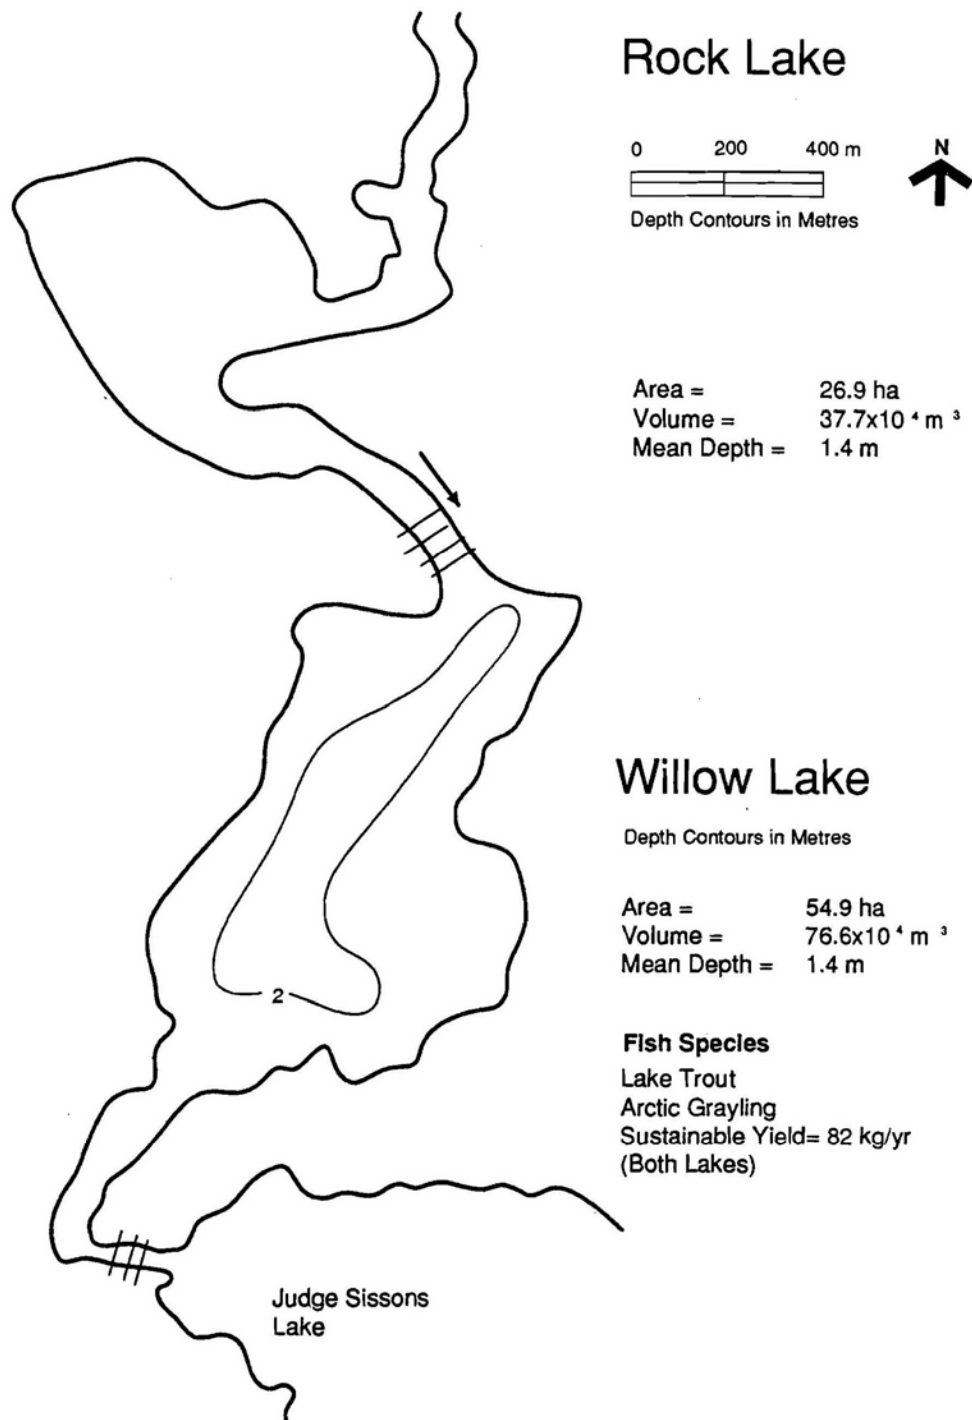 Rock Lake
0 200 400 m
N
Depth Contours in Metres
Area = 26.9 ha
Volume = 37.7x10⁴ m³
Mean Depth = 1.4 m
Willow Lake
Depth Contours in Metres
Area = 54.9 ha
Volume = 76.6x10⁴ m³
Mean Depth = 1.4 m
2
Fish Species
Lake Trout
Arctic Grayling
Sustainable Yield= 82 kg/yr
(Both Lakes)
Judge Sissons
Lake